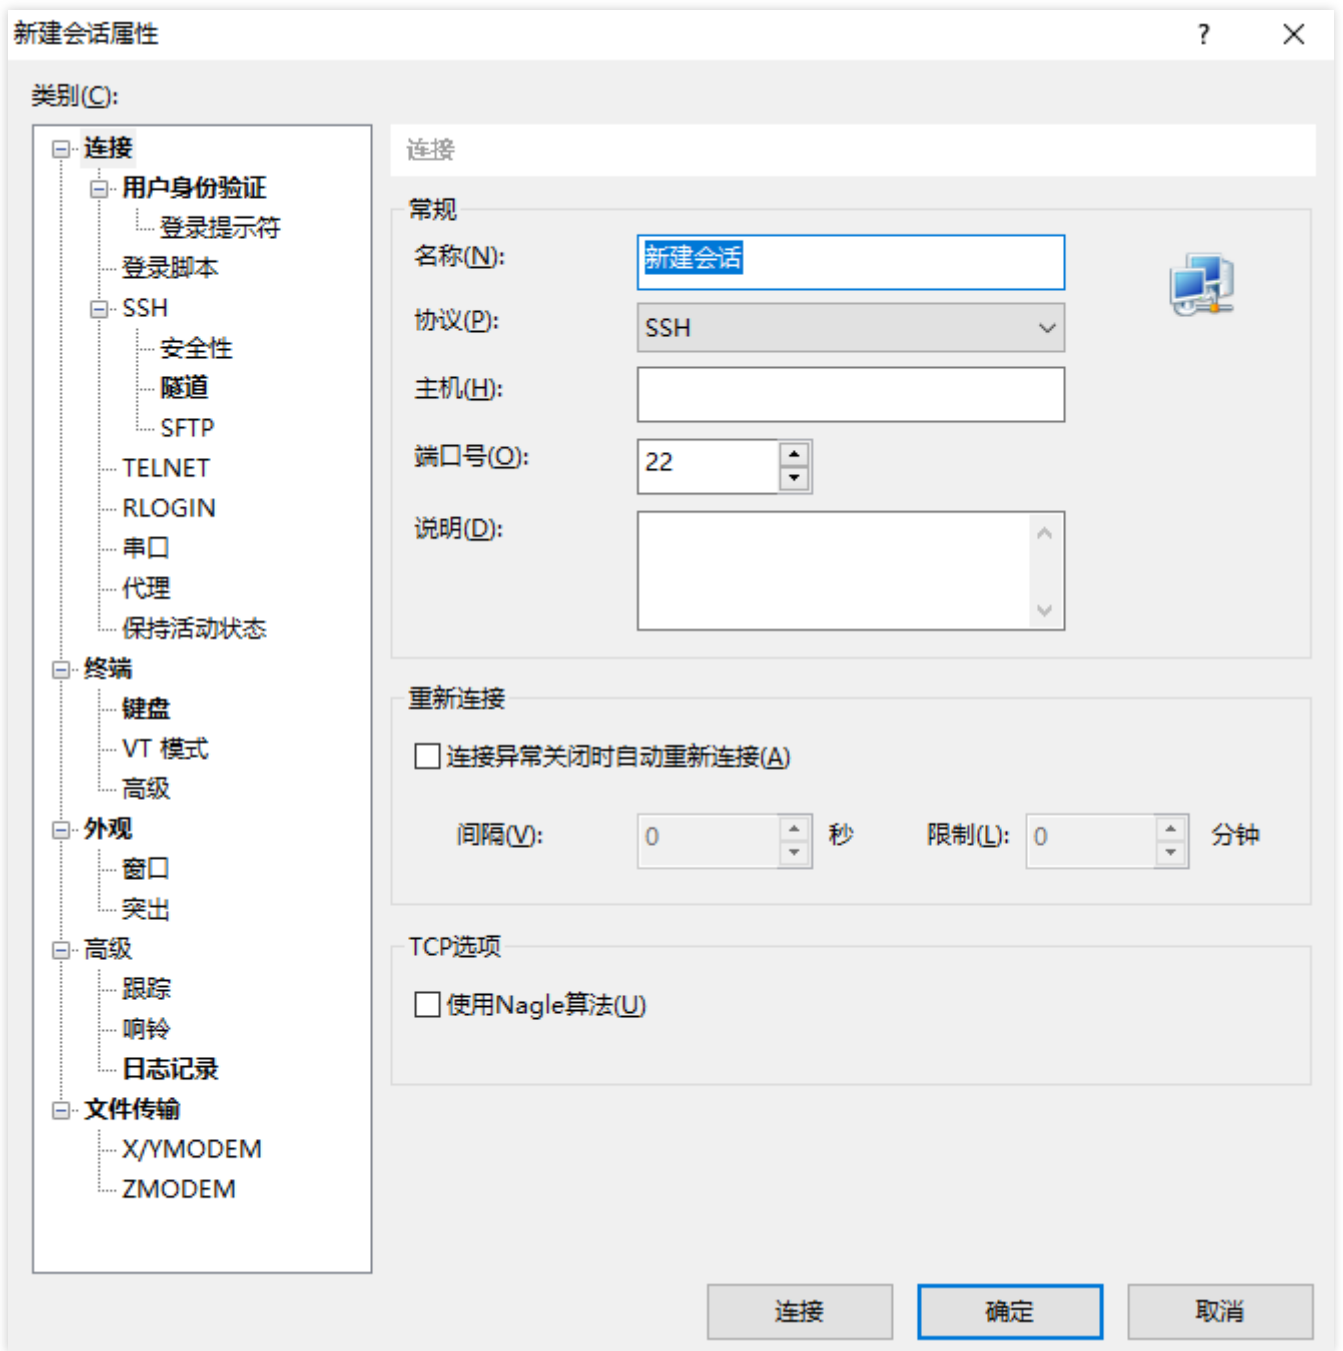 新建会话属性
?
类别(C):
连接
用户身份验证
登录提示符
登录脚本
SSH
安全性
隧道
SFTP
TELNET
RLOGIN
串口
代理
保持活动状态
终端
键盘
VT 模式
高级
外观
窗口
突出
高级
跟踪
响铃
日志记录
文件传输
X/YMODEM
ZMODEM
连接
常规
名称(N):
新建会话
协议(P):
SSH
主机(H):
端口号(O):
22
说明(D):
重新连接
连接异常关闭时自动重新连接(A)
间隔(V): 0 秒 限制(L): 0 分钟
TCP选项
使用Nagle算法(U)
连接 确定 取消